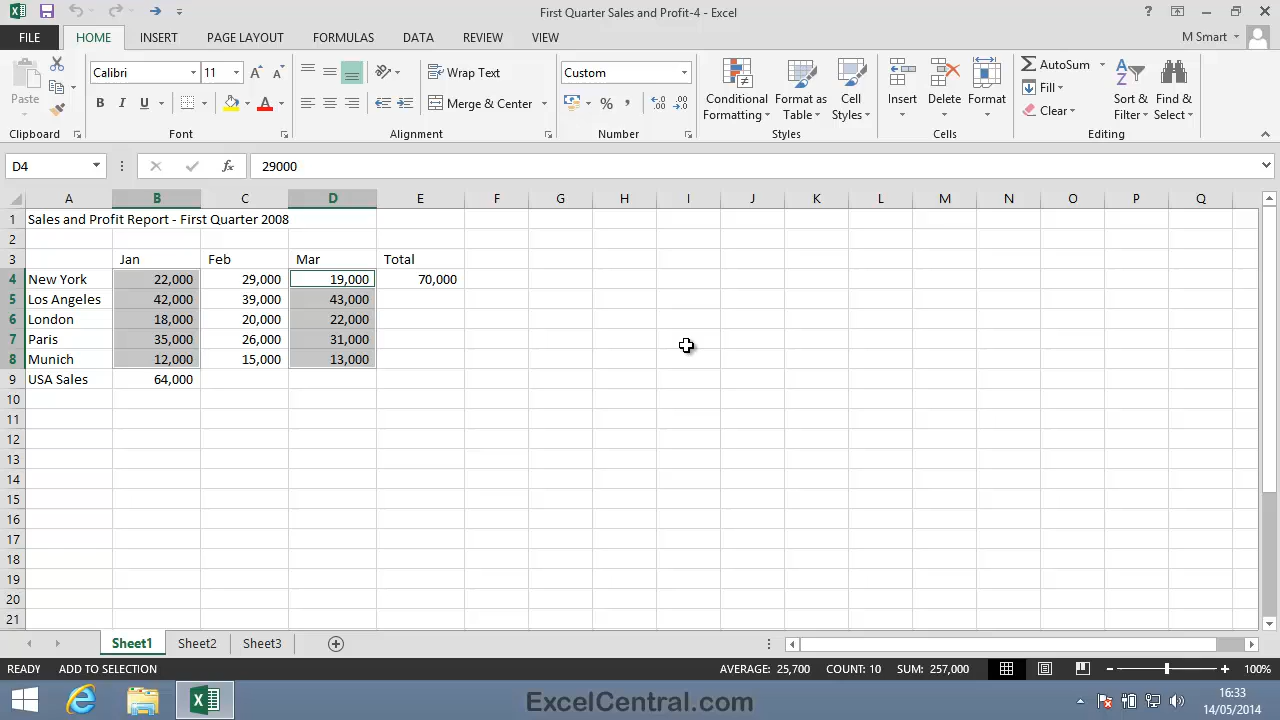 First Quarter Sales and Profit-4 - Excel
?
FILE HOME INSERT PAGE LAYOUT FORMULAS DATA REVIEW VIEW M Smart
Paste
Calibri 11
B I U A
Wrap Text
Merge & Center
Custom
% ,
Conditional Formatting
Format as Table
Cell Styles
Insert Delete Format
AutoSum
Fill
Clear
Sort & Filter
Find & Select
Clipboard Font Alignment Number Styles Cells Editing
D4 fx 29000
A B C D E F G H I J K L M N O P Q
1 Sales and Profit Report - First Quarter 2008
2
3 Jan Feb Mar Total
4 New York 22,000 29,000 19,000 70,000
5 Los Angeles 42,000 39,000 43,000
6 London 18,000 20,000 22,000
7 Paris 35,000 26,000 31,000
8 Munich 12,000 15,000 13,000
9 USA Sales 64,000
10
11
12
13
14
15
16
17
18
19
20
21
Sheet1 Sheet2 Sheet3
READY ADD TO SELECTION AVERAGE: 25,700 COUNT: 10 SUM: 257,000 100%
ExcelCentral.com
16:33
14/05/2014